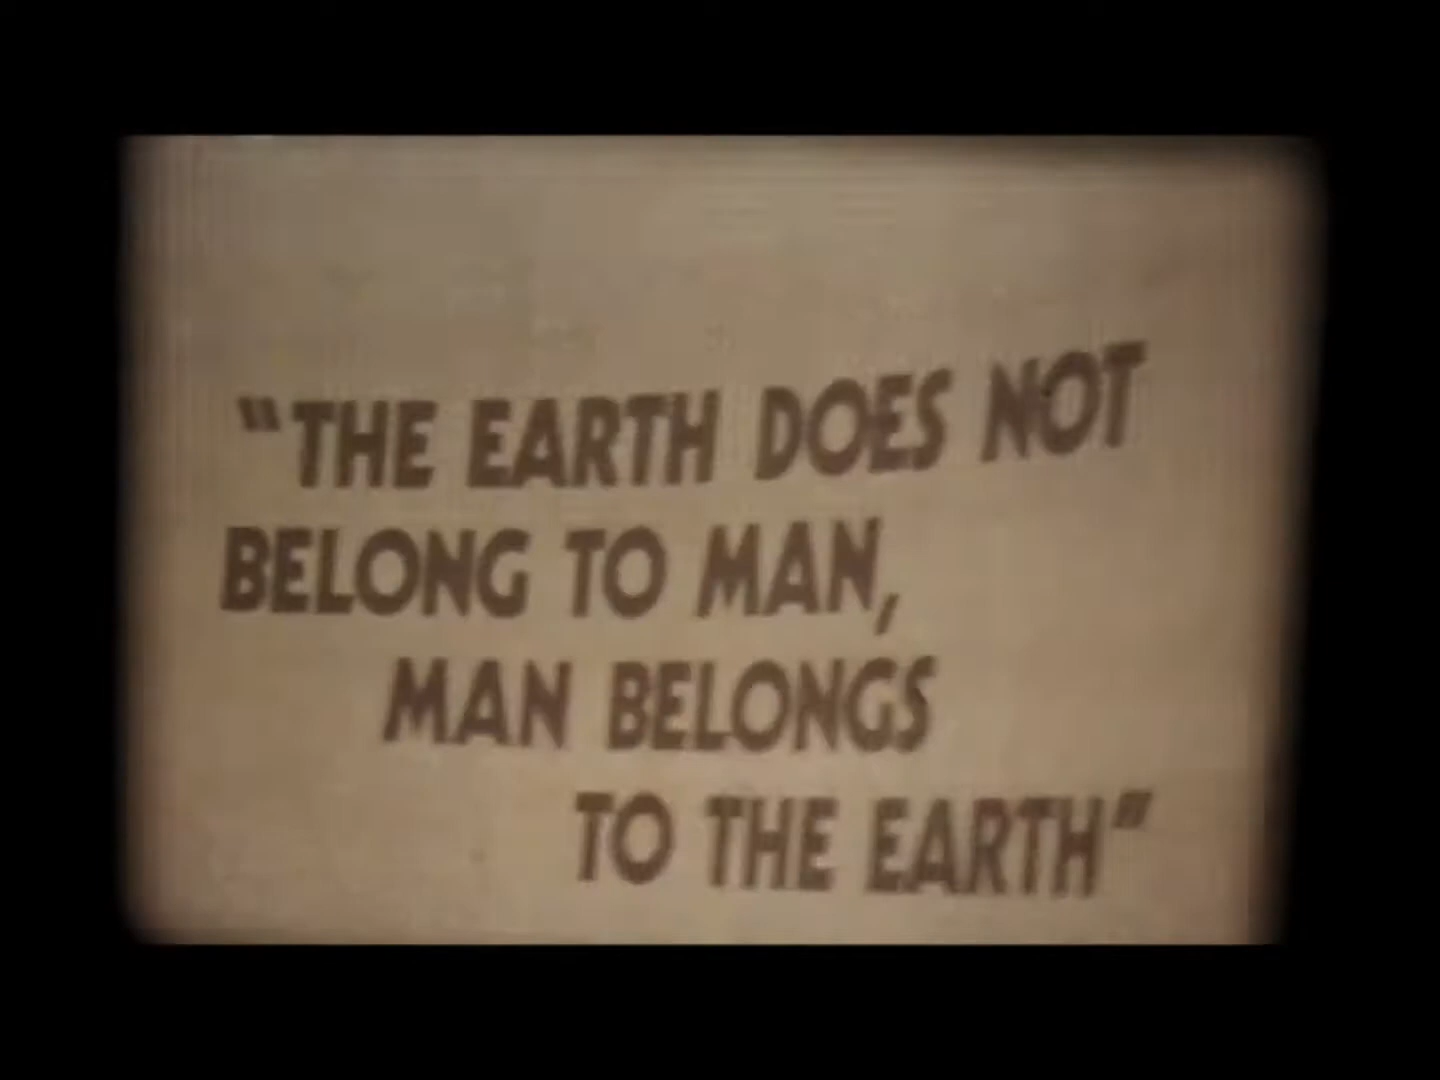 "THE EARTH DOES NOT
BELONG TO MAN,
MAN BELONGS
TO THE EARTH"